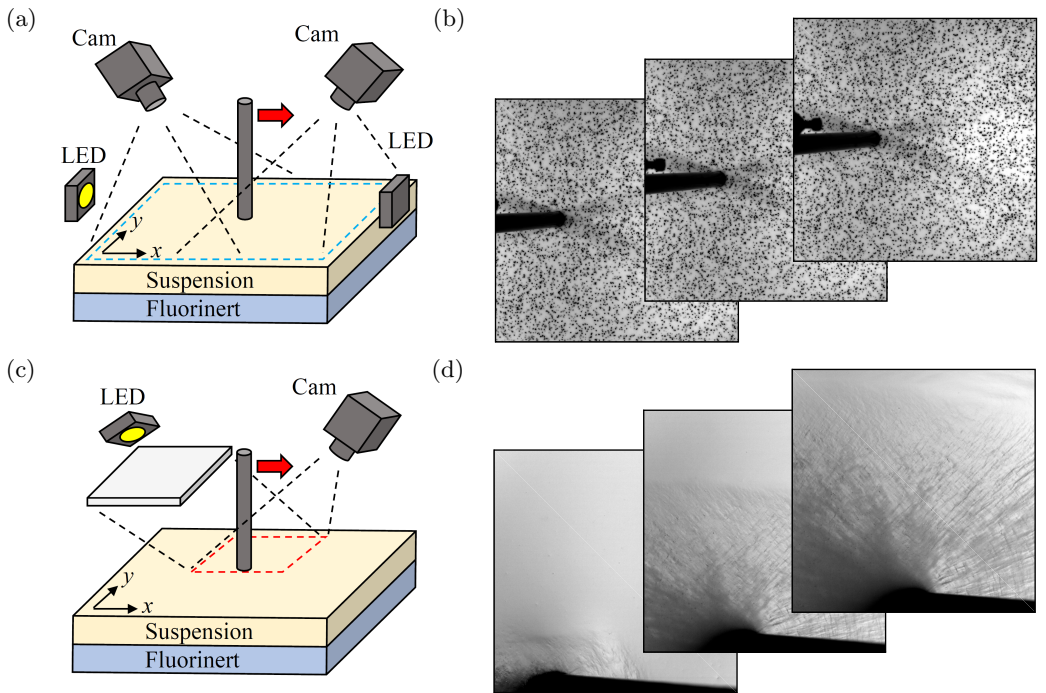 (a)
Cam
Cam
LED
LED
y
x
Suspension
Fluorinert
(b)
(c)
LED
Cam
y
x
Suspension
Fluorinert
(d)